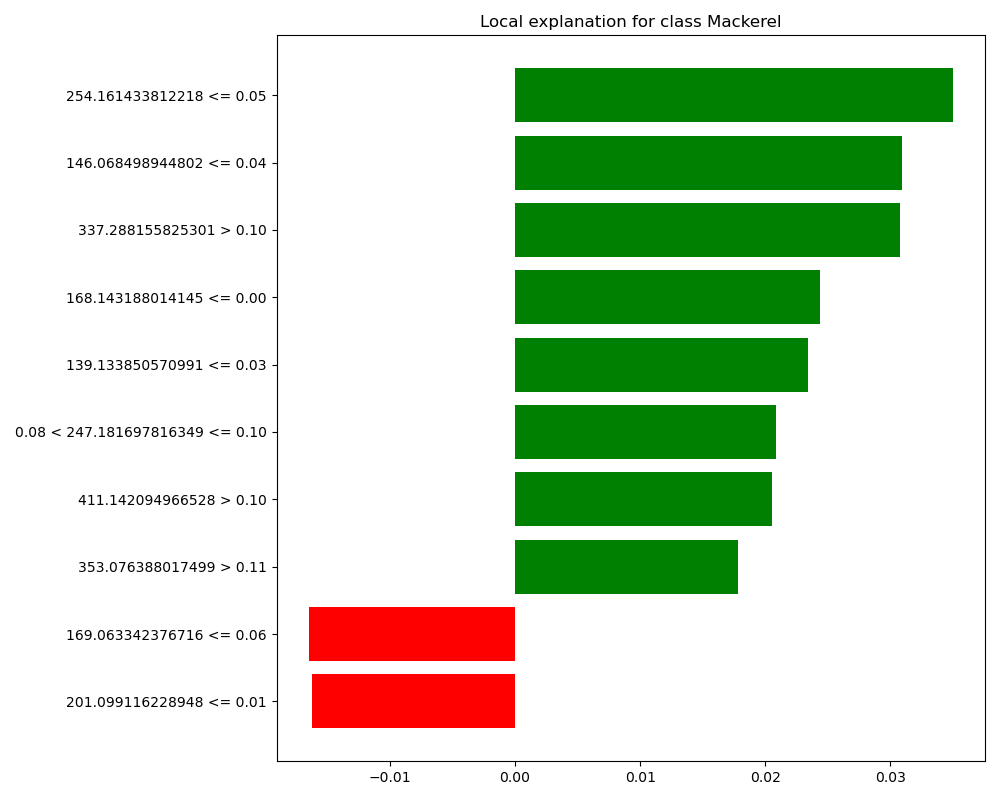 Local explanation for class Mackerel
254.161433812218 <= 0.05
146.068498944802 <= 0.04
337.288155825301 > 0.10
168.143188014145 <= 0.00
139.133850570991 <= 0.03
0.08 < 247.181697816349 <= 0.10
411.142094966528 > 0.10
353.076388017499 > 0.11
169.063342376716 <= 0.06
201.099116228948 <= 0.01
−0.01 0.00 0.01 0.02 0.03